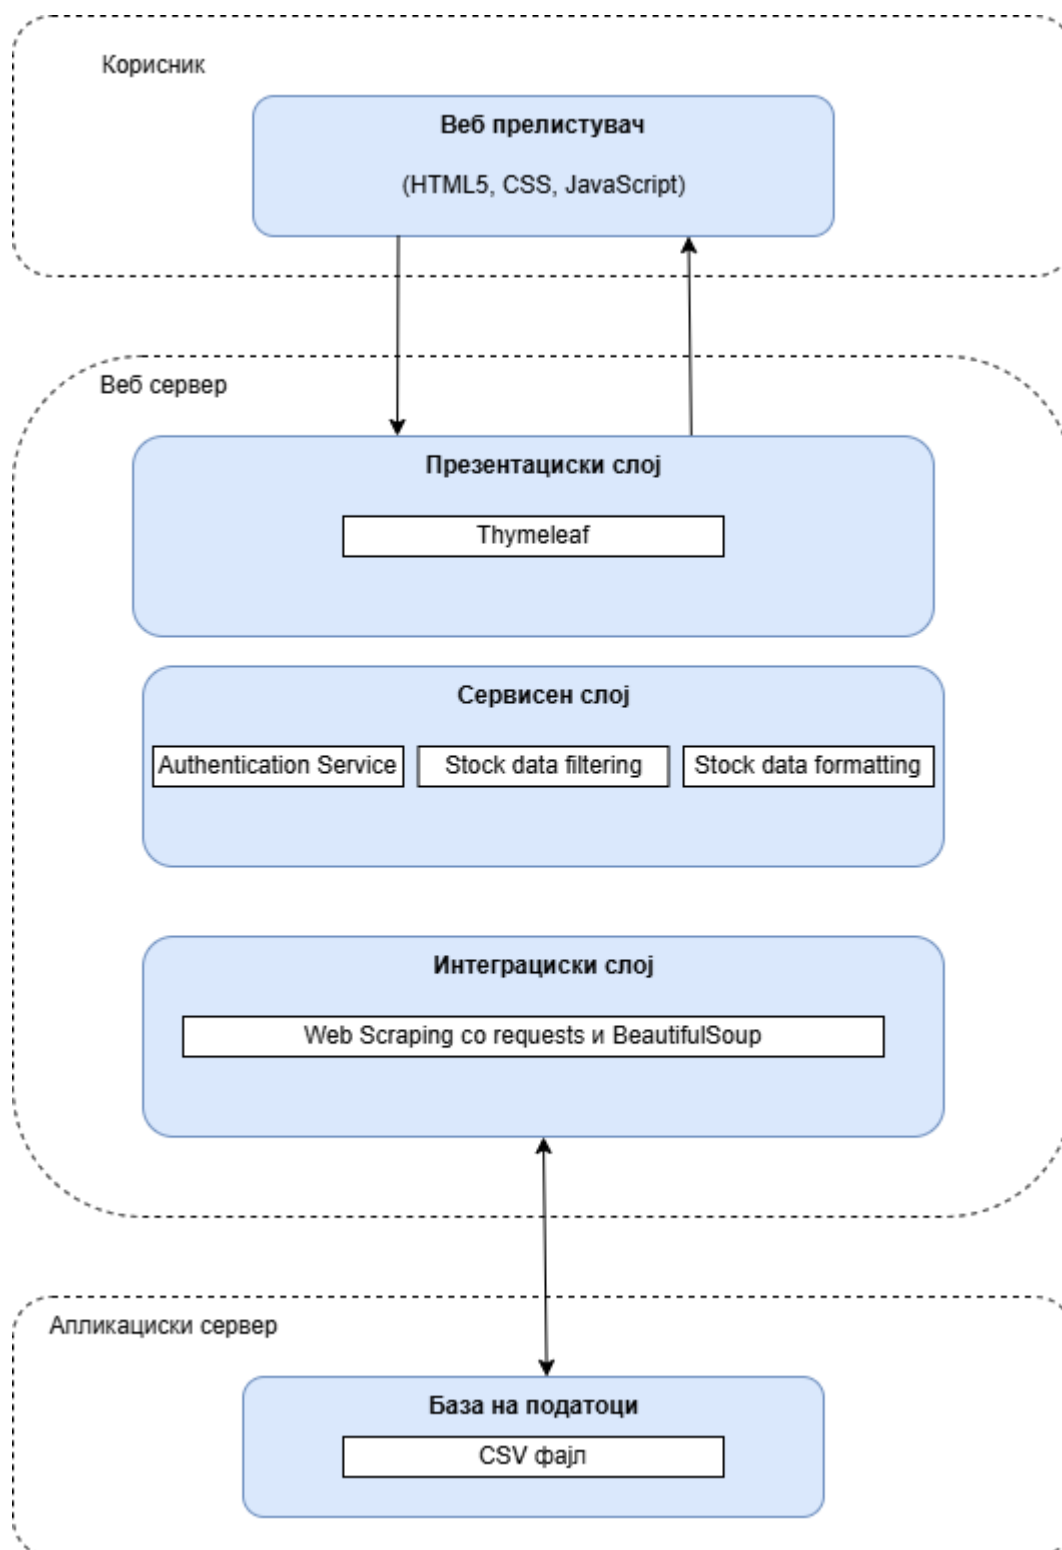 Корисник
Веб прелистувач
(HTML5, CSS, JavaScript)
Веб сервер
Презентациски слој
Thymeleaf
Сервисен слој
Authentication Service
Stock data filtering
Stock data formatting
Интеграциски слој
Web Scraping со requests и BeautifulSoup
Апликациски сервер
База на податоци
CSV фајл